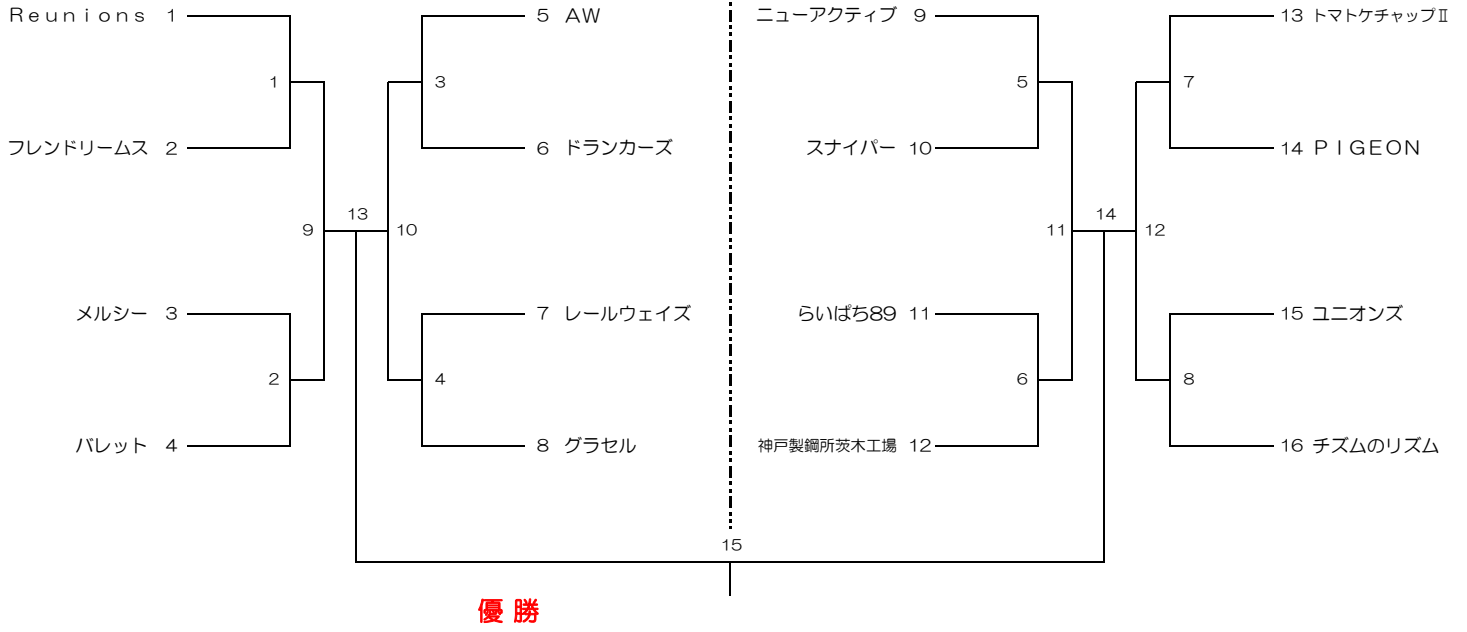 Ｒｅｕｎｉｏｎｓ 1
5 ＡＷ
ニューアクティブ 9
13 トマトケチャップⅡ
1
3
5
7
フレンドリームス 2
6 ドランカーズ
スナイパー 10
14 ＰＩＧＥＯＮ
13
14
9
10
11
12
メルシー 3
7 レールウェイズ
らいぱち89 11
15 ユニオンズ
2
4
6
8
バレット 4
8 グラセル
神戸製鋼所茨木工場 12
16 チズムのリズム
15
優 勝